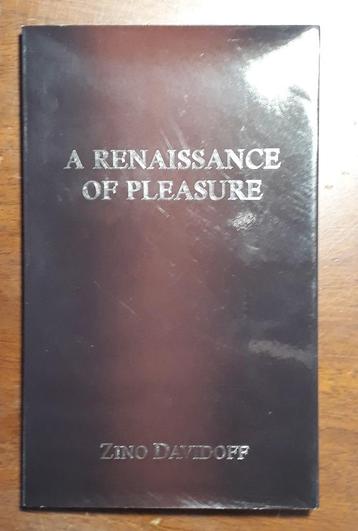 A RENAISSANCE
OF PLEASURE
ZINO DAVIDOFF